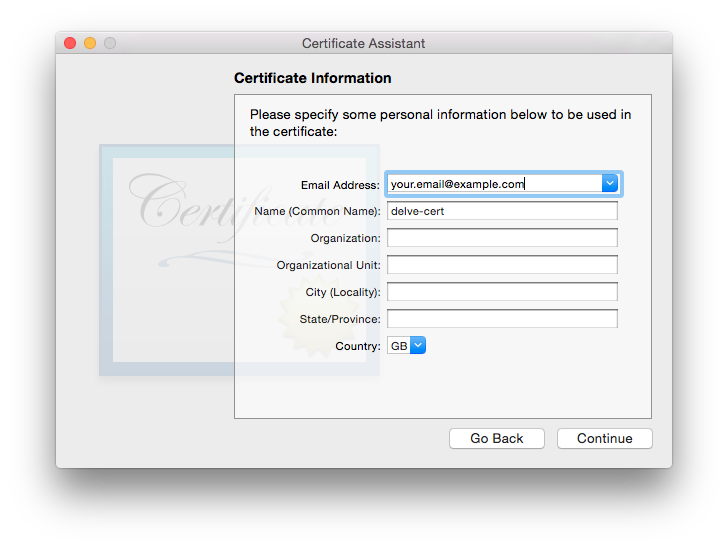 Certificate Assistant
Certificate Information
Please specify some personal information below to be used in
the certificate:
Certificate
Email Address: your.email@example.com
Name (Common Name): delve-cert
Organization:
Organizational Unit:
City (Locality):
State/Province:
Country: GB
Go Back Continue